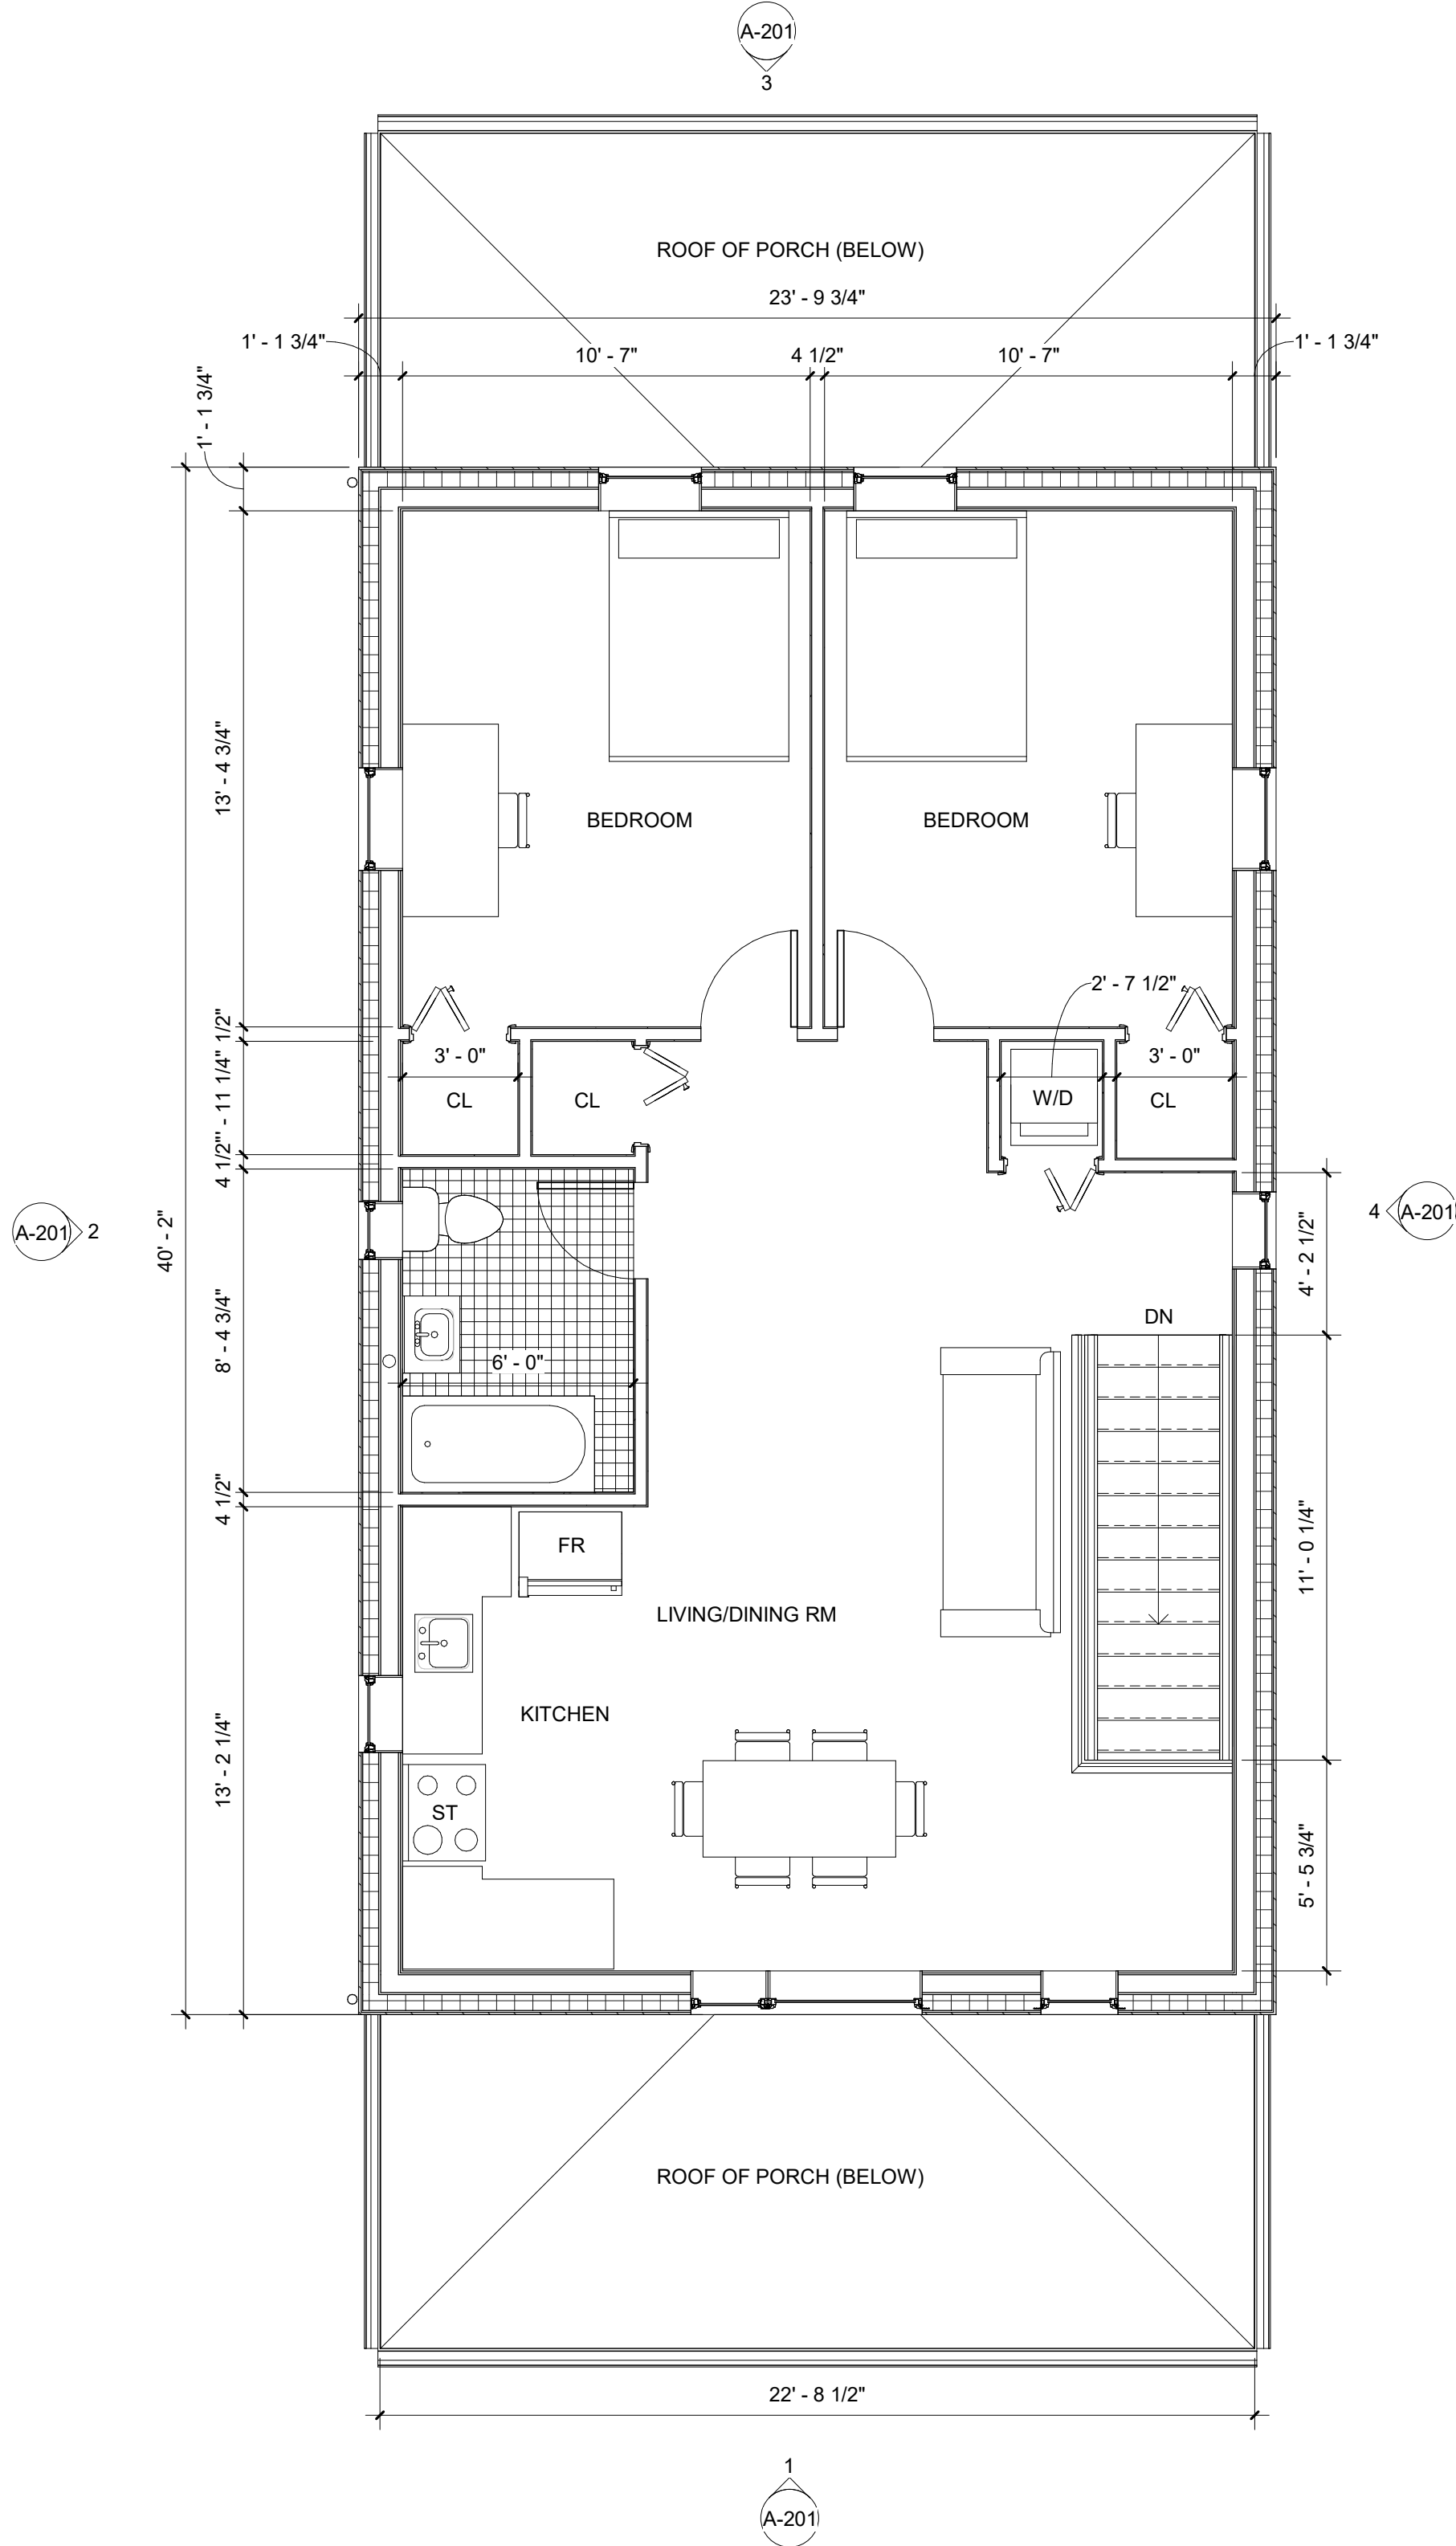 A-201
3
ROOF OF PORCH (BELOW)
23' - 9 3/4"
1' - 1 3/4"
10' - 7"
4 1/2"
10' - 7"
1' - 1 3/4"
1' - 1 3/4"
13' - 4 3/4"
BEDROOM
BEDROOM
2' - 7 1/2"
1/2"
3' - 0"
3' - 0"
CL
CL
W/D
CL
' - 11 1/4"
4 1/2"
A-201
2
40' - 2"
4
A-201
4' - 2 1/2"
DN
8' - 4 3/4"
6' - 0"
4 1/2"
FR
11' - 0 1/4"
LIVING/DINING RM
KITCHEN
13' - 2 1/4"
ST
5' - 5 3/4"
ROOF OF PORCH (BELOW)
22' - 8 1/2"
1
A-201